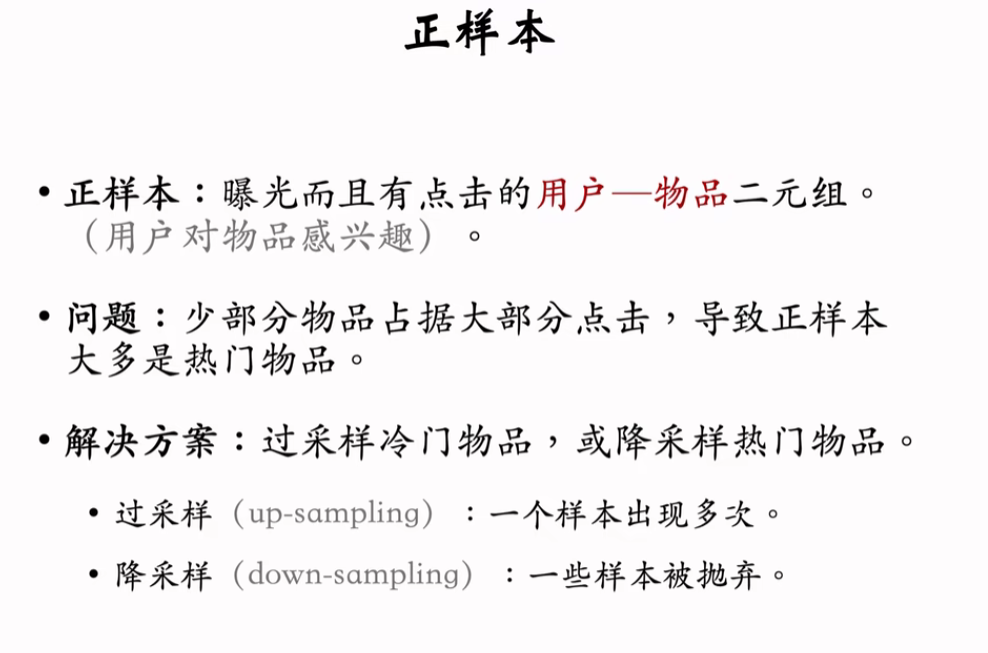 正样本
• 正样本：曝光而且有点击的用户—物品二元组。
（用户对物品感兴趣）。
• 问题：少部分物品占据大部分点击，导致正样本
大多是热门物品。
• 解决方案：过采样冷门物品，或降采样热门物品。
• 过采样（up-sampling）：一个样本出现多次。
• 降采样（down-sampling）：一些样本被抛弃。